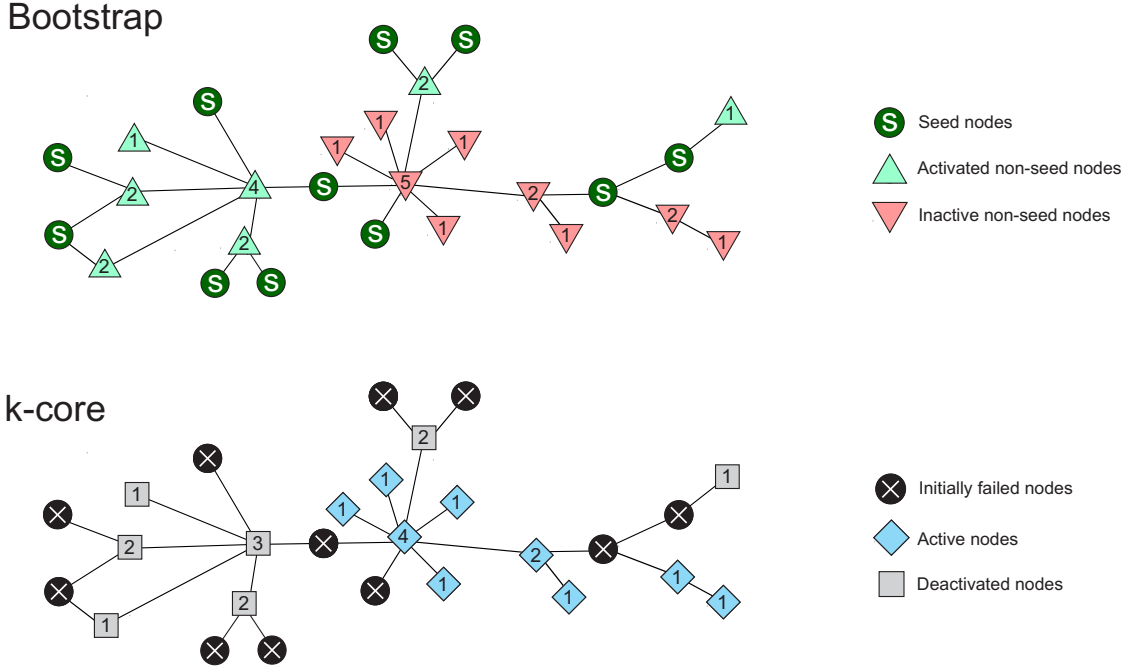 Bootstrap
S S
2
S 1
1 1 S Seed nodes
1 1
S S Activated non-seed nodes
2 4 S 5 2 S
2 Inactive non-seed nodes
S 2 S 1 1 1
2
S S
k-core
2
1 1 1 Initially failed nodes
1 1
2 3 4 2 Active nodes
1
2 1 1 1 Deactivated nodes
1